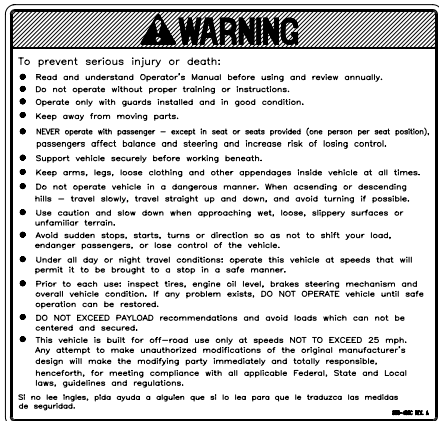 WARNING
To prevent serious injury or death:
● Read and understand Operator's Manual before using and review annually.
● Do not operate without proper training or instructions.
● Operate only with guards installed and in good condition.
● Keep away from moving parts.
● NEVER operate with passenger – except in seat or seats provided (one person per seat position),
passengers affect balance and steering and increase risk of losing control.
● Support vehicle securely before working beneath.
● Keep arms, legs, loose clothing and other appendages inside vehicle at all times.
● Do not operate vehicle in a dangerous manner. When acsending or descending
hills – travel slowly, travel straight up and down, and avoid turning if possible.
● Use caution and slow down when approaching wet, loose, slippery surfaces or
unfamiliar terrain.
● Avoid sudden stops, starts, turns or direction so as not to shift your load,
endanger passengers, or lose control of the vehicle.
● Under all day or night travel conditions: operate this vehicle at speeds that will
permit it to be brought to a stop in a safe manner.
● Prior to each use: inspect tires, engine oil level, brakes steering mechanism and
overall vehicle condition. If any problem exists, DO NOT OPERATE vehicle until safe
operation can be restored.
● DO NOT EXCEED PAYLOAD recommendations and avoid loads which can not be
centered and secured.
● This vehicle is built for off-road use only at speeds NOT TO EXCEED 25 mph.
Any attempt to make unauthorized modifications of the original manufacturer's
design will make the modifying party immediately and totally responsible,
henceforth, for meeting compliance with all applicable Federal, State and Local
laws, guidelines and regulations.
Si no lee ingles, pida ayuda a alguien que si lo lea para que le traduzca las medidas
de seguridad.
REV. A